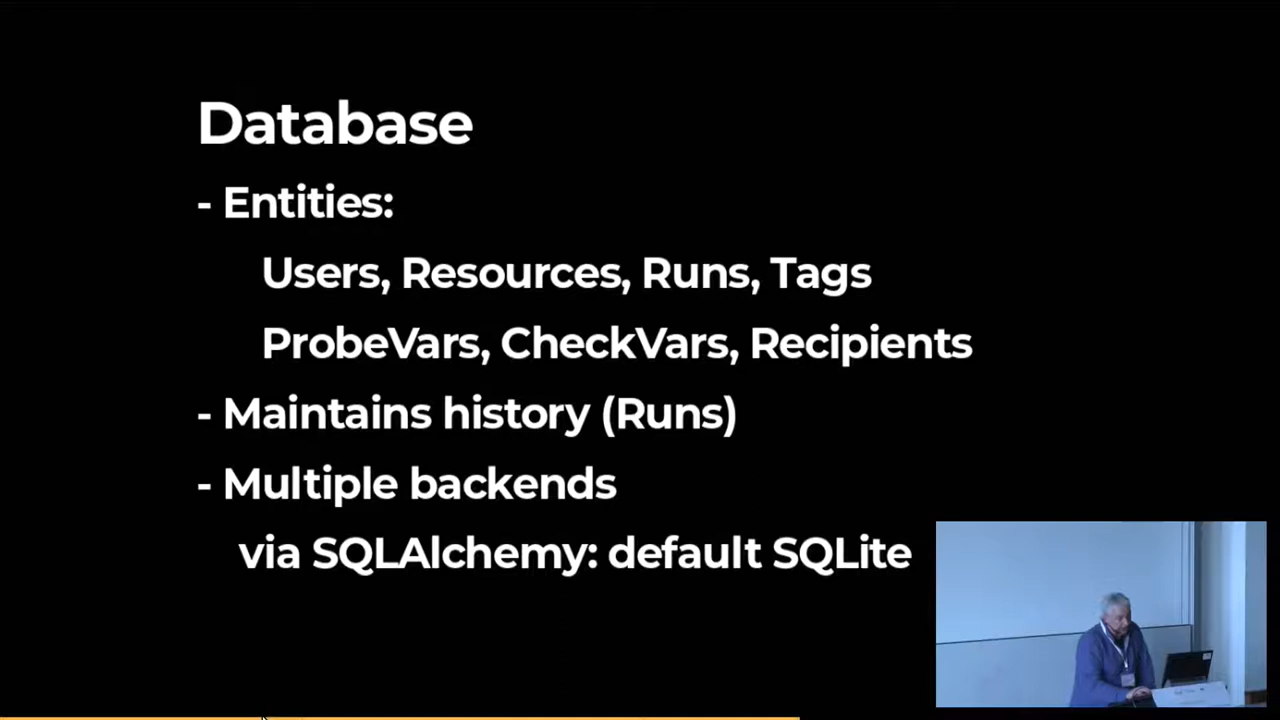 Database
- Entities:
Users, Resources, Runs, Tags
ProbeVars, CheckVars, Recipients
- Maintains history (Runs)
- Multiple backends
via SQLAlchemy: default SQLite